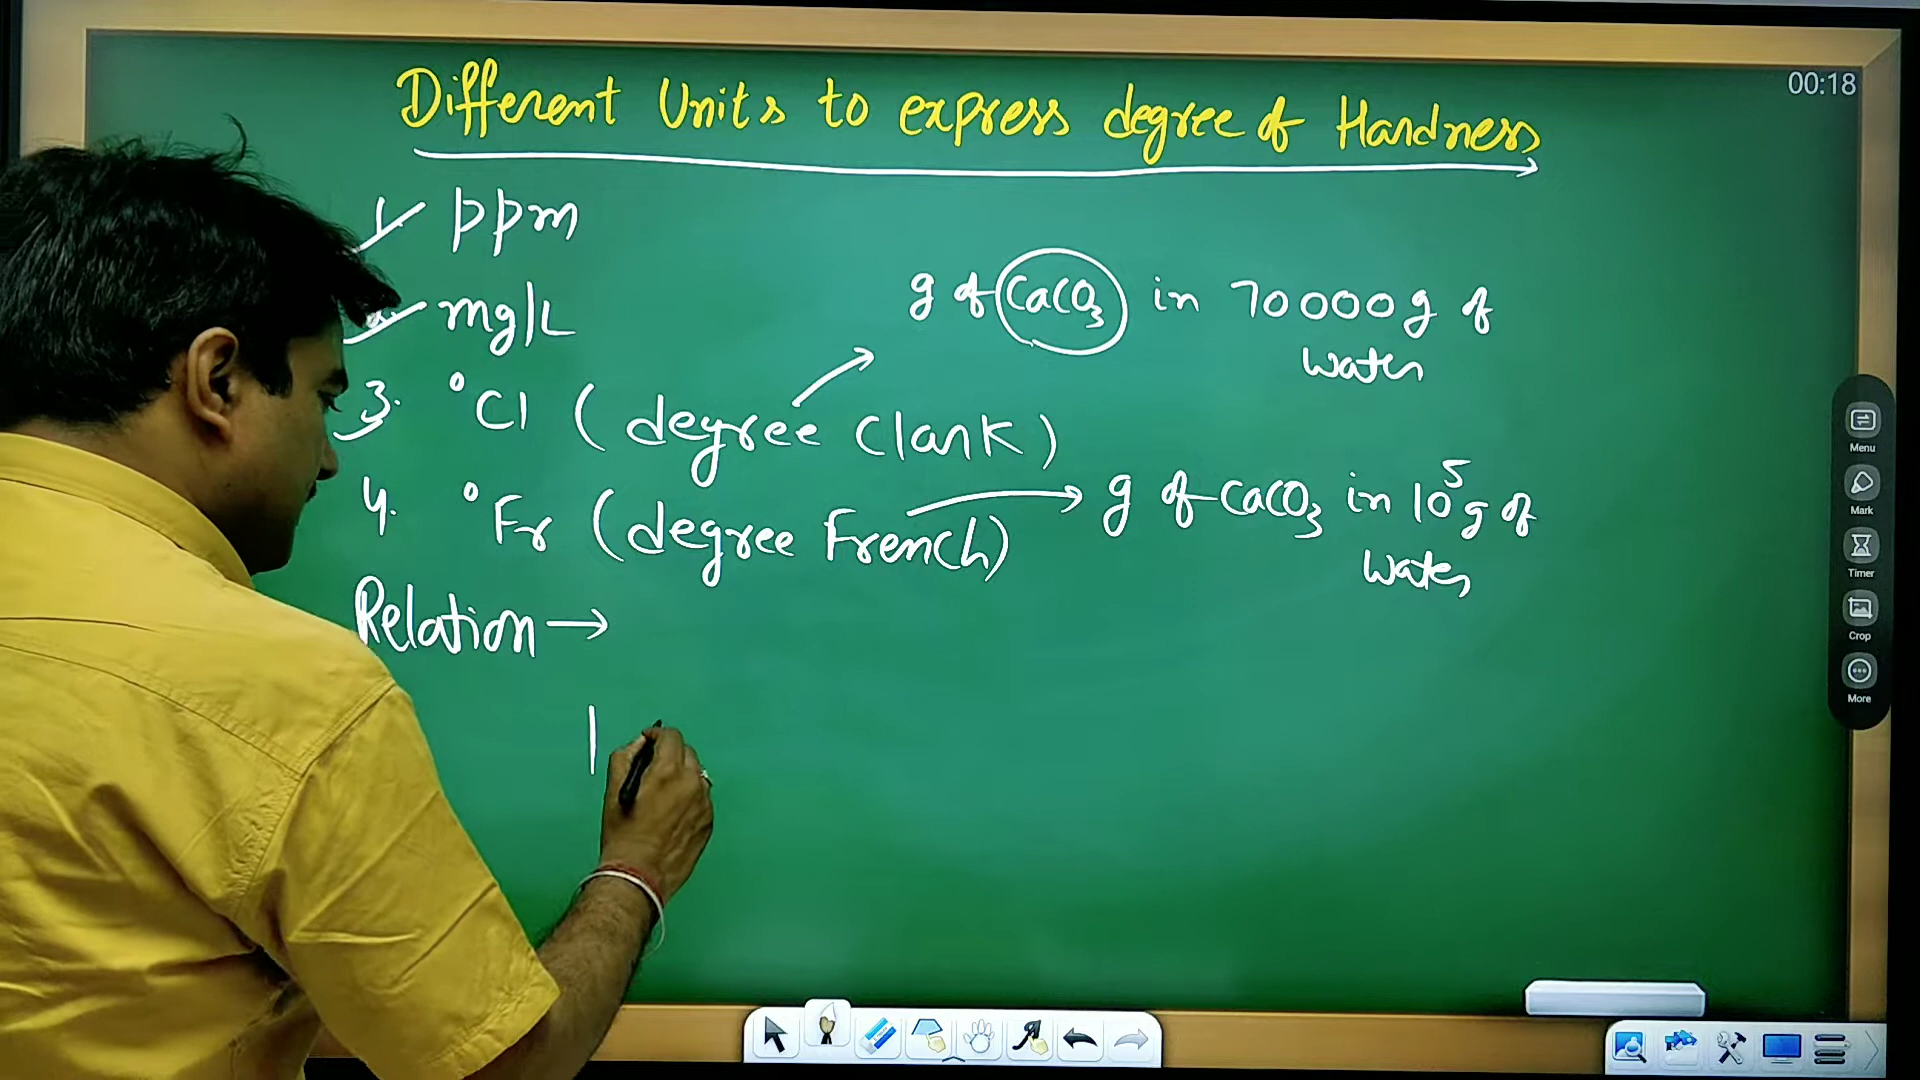 00:18
Different Units to express degree of Hardness
1. ppm
2. mg/L
g of CaCO₃ in 70000 g of
water
3. °Cl (degree Clark)
4. °Fr (degree French) → g of CaCO₃ in 10⁵ g of
water
Relation →
1
Menu
Mark
Timer
Crop
More